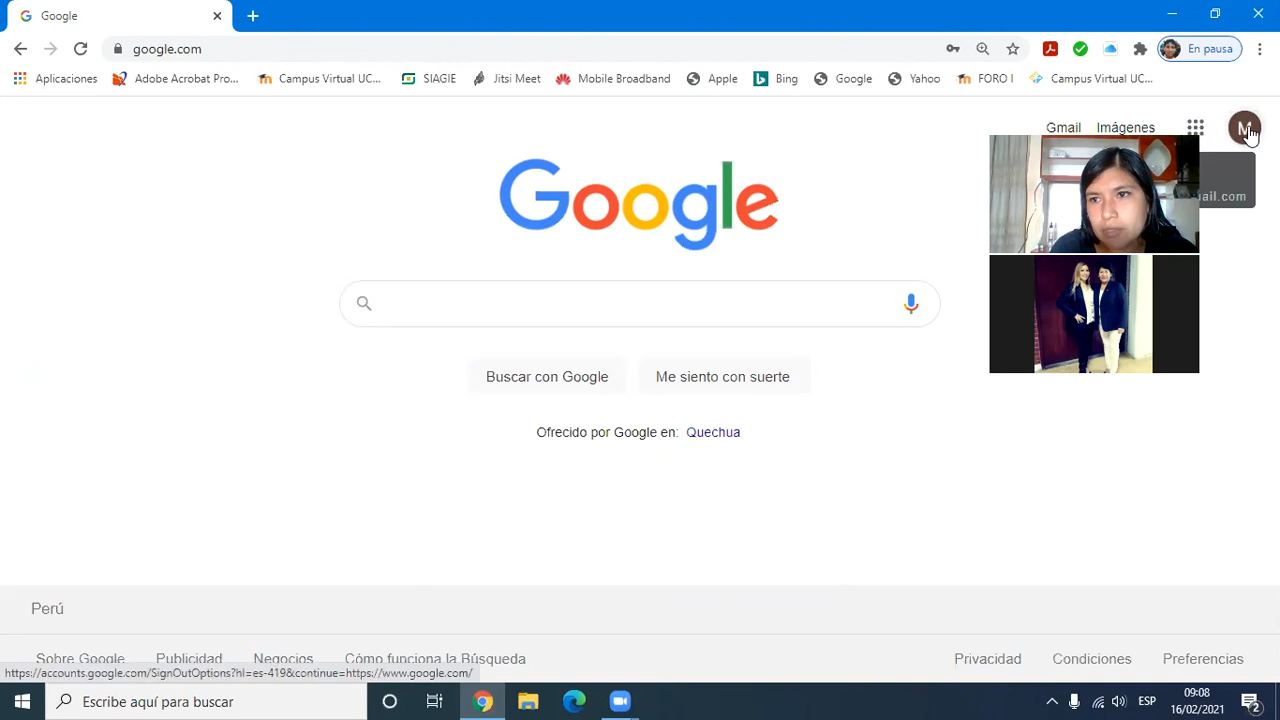 Google
google.com
En pausa
Aplicaciones
Adobe Acrobat Pro...
Campus Virtual UC...
SIAGIE
Jitsi Meet
Mobile Broadband
Apple
Bing
Google
Yahoo
FORO I
Campus Virtual UC...
Gmail
Imágenes
M
ail.com
Google
Buscar con Google
Me siento con suerte
Ofrecido por Google en: Quechua
Perú
Sobre Google
Publicidad
Negocios
Cómo funciona la Búsqueda
Privacidad
Condiciones
Preferencias
https://accounts.google.com/SignOutOptions?hl=es-419&continue=https://www.google.com/
Escribe aquí para buscar
ESP
09:08
16/02/2021
2